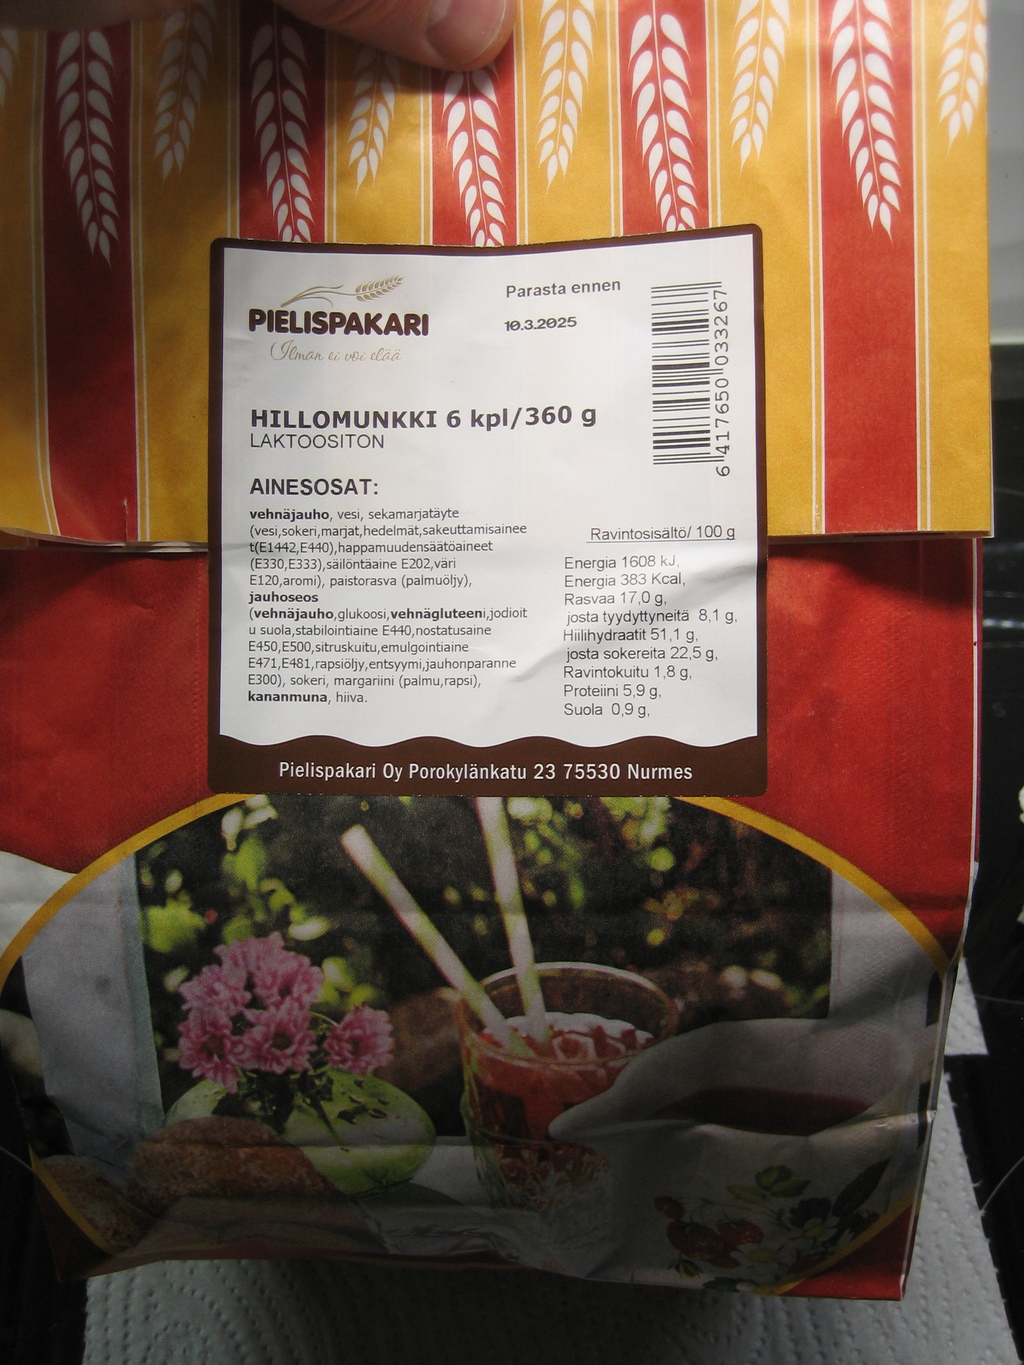 PIELISPAKARI
Ilman ei voi elää
Parasta ennen
10.3.2025
6 417650 033267
HILLOMUNKKI 6 kpl/360 g
LAKTOOSITON
AINESOSAT:
vehnäjauho, vesi, sekamarjatäyte
(vesi,sokeri,marjat,hedelmät,sakeuttamisainee
t(E1442,E440),happamuudensäätöaineet
(E330,E333),säilöntäaine E202,väri
E120,aromi), paistorasva (palmuöljy),
jauhoseos
(vehnäjauho,glukoosi,vehnägluteeni,jodioit
u suola,stabilointiaine E440,nostatusaine
E450,E500,sitruskuitu,emulgointiaine
E471,E481,rapsiöljy,entsyymi,jauhonparanne
E300), sokeri, margariini (palmu,rapsi),
kananmuna, hiiva.
Ravintosisältö/ 100 g
Energia 1608 kJ,
Energia 383 Kcal,
Rasvaa 17,0 g,
josta tyydyttyneitä 8,1 g,
Hiilihydraatit 51,1 g,
josta sokereita 22,5 g,
Ravintokuitu 1,8 g,
Proteiini 5,9 g,
Suola 0,9 g,
Pielispakari Oy Porokylänkatu 23 75530 Nurmes